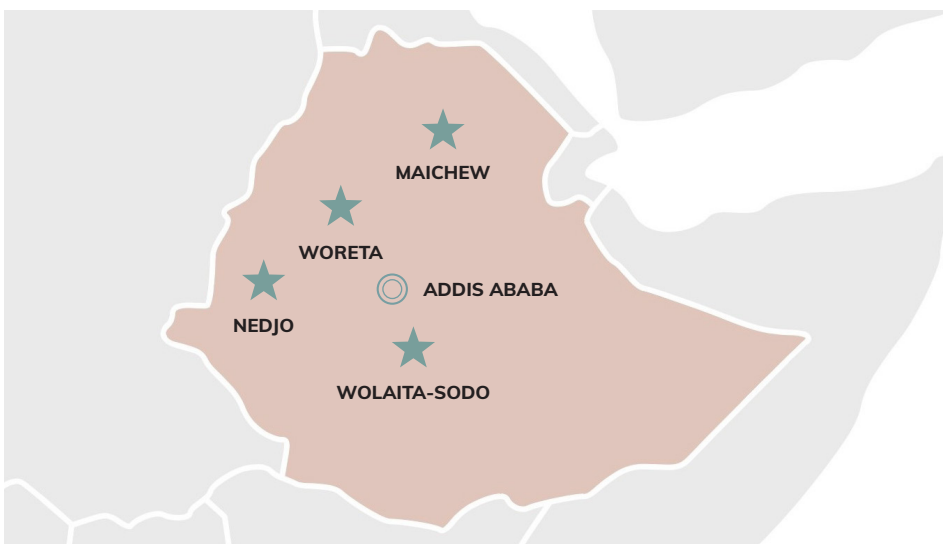 MAICHEW
WORETA
ADDIS ABABA
NEDJO
WOLAITA-SODO